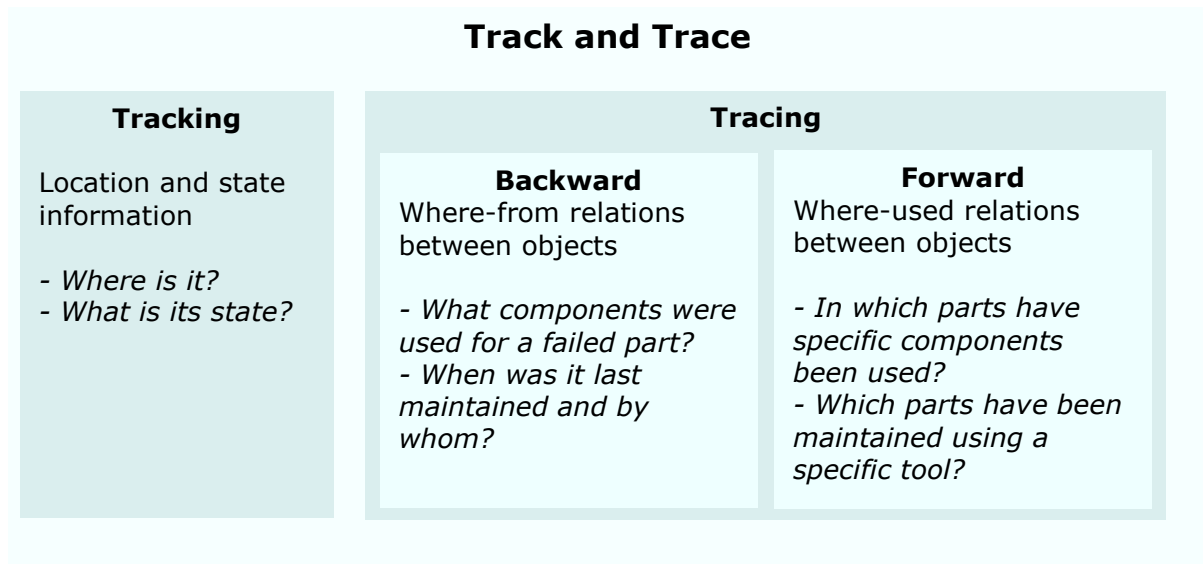 Track and Trace
Tracking
Location and state
information
- Where is it?
- What is its state?
Tracing
Backward
Where-from relations
between objects
- What components were
used for a failed part?
- When was it last
maintained and by
whom?
Forward
Where-used relations
between objects
- In which parts have
specific components
been used?
- Which parts have been
maintained using a
specific tool?